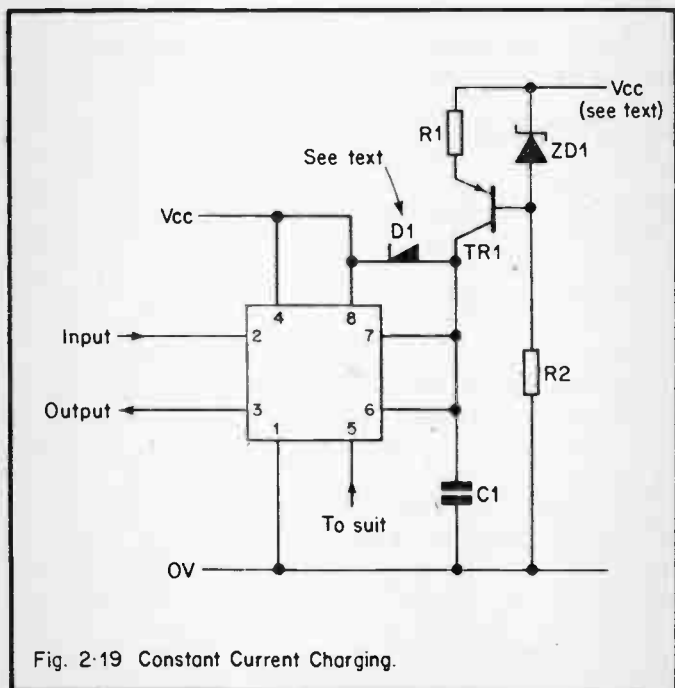 Vcc
(see text)
R1
ZD1
See text
Vcc
D1
TR1
4
8
Input
2
7
R2
Output
3
6
1
5
C1
To suit
OV
Fig. 2·19 Constant Current Charging.